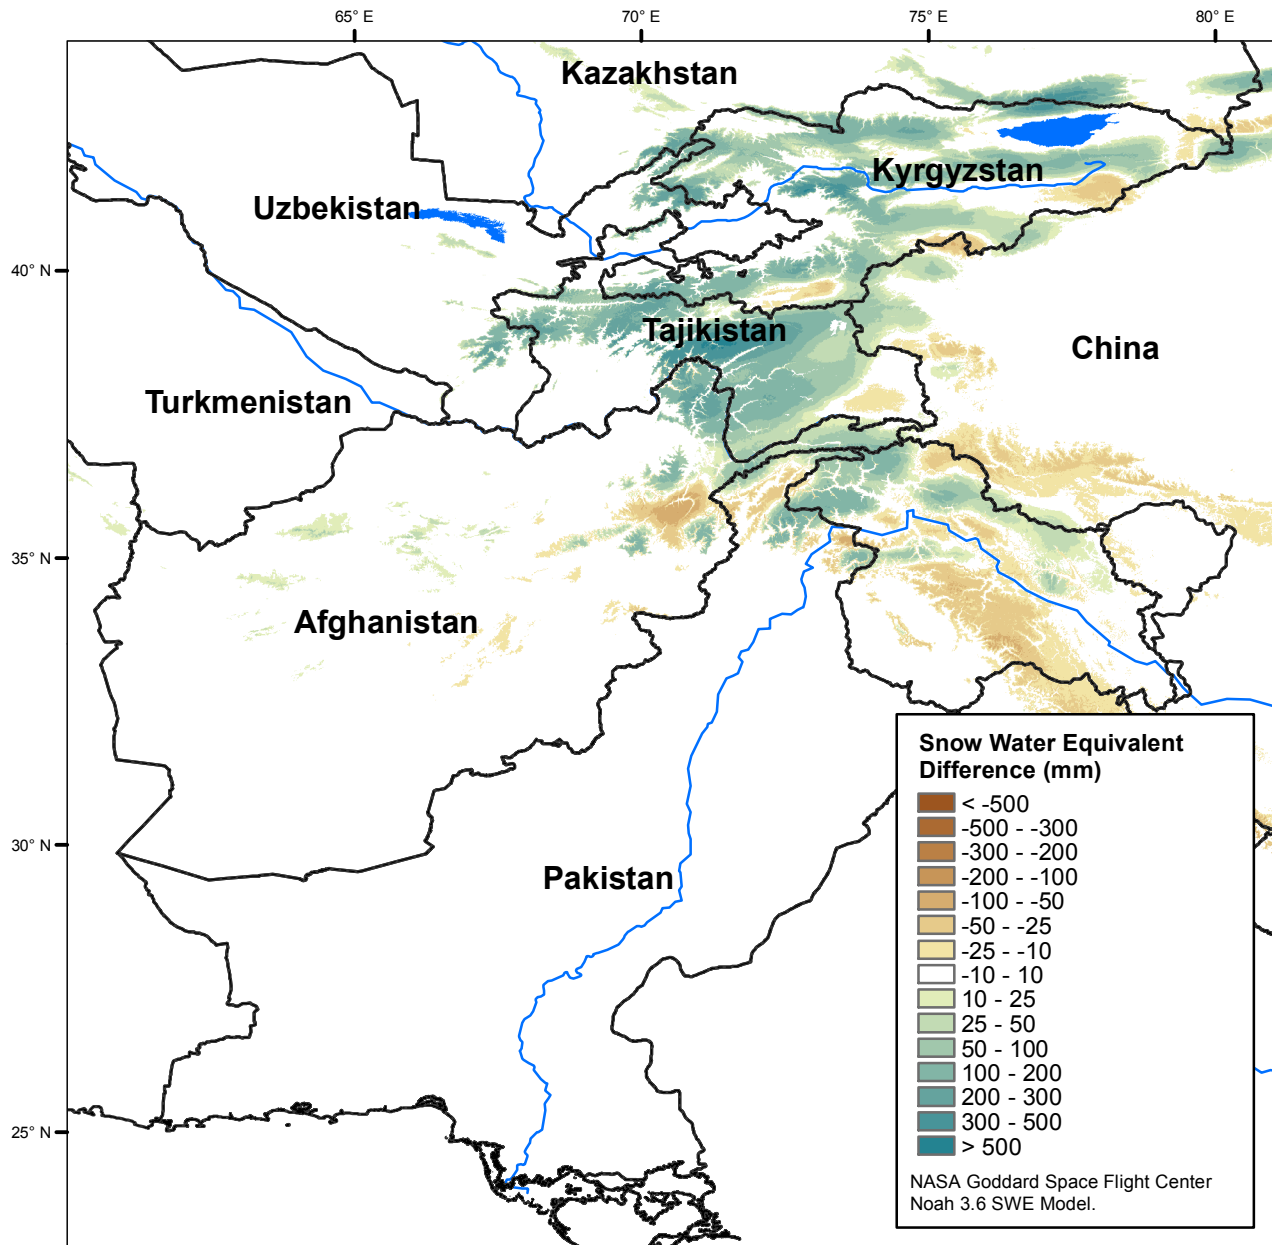 65° E
70° E
75° E
80° E
Kazakhstan
Kyrgyzstan
Uzbekistan
40° N
Tajikistan
China
Turkmenistan
35° N
Afghanistan
Snow Water Equivalent
Difference (mm)
< -500
-500 - -300
-300 - -200
-200 - -100
-100 - -50
-50 - -25
-25 - -10
-10 - 10
10 - 25
25 - 50
50 - 100
100 - 200
200 - 300
300 - 500
> 500
30° N
Pakistan
25° N
NASA Goddard Space Flight Center
Noah 3.6 SWE Model.